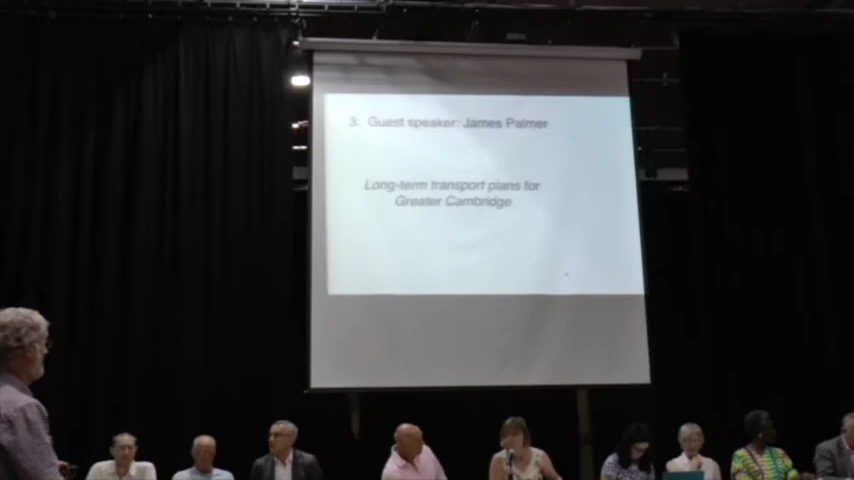 3. Guest speaker: James Palmer
Long-term transport plans for
Greater Cambridge